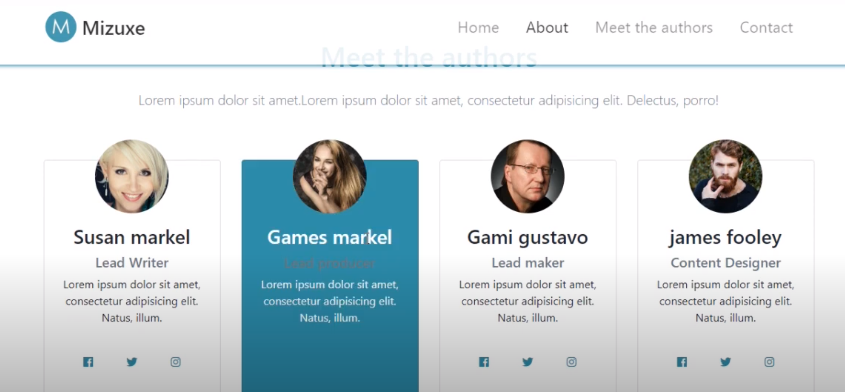 M Mizuxe
Home About Meet the authors Contact
Meet the authors
Lorem ipsum dolor sit amet.Lorem ipsum dolor sit amet, consectetur adipisicing elit. Delectus, porro!
Susan markel
Lead Writer
Lorem ipsum dolor sit amet,
consectetur adipisicing elit.
Natus, illum.
Games markel
Lead producer
Lorem ipsum dolor sit amet,
consectetur adipisicing elit.
Natus, illum.
Gami gustavo
Lead maker
Lorem ipsum dolor sit amet,
consectetur adipisicing elit.
Natus, illum.
james fooley
Content Designer
Lorem ipsum dolor sit amet,
consectetur adipisicing elit.
Natus, illum.